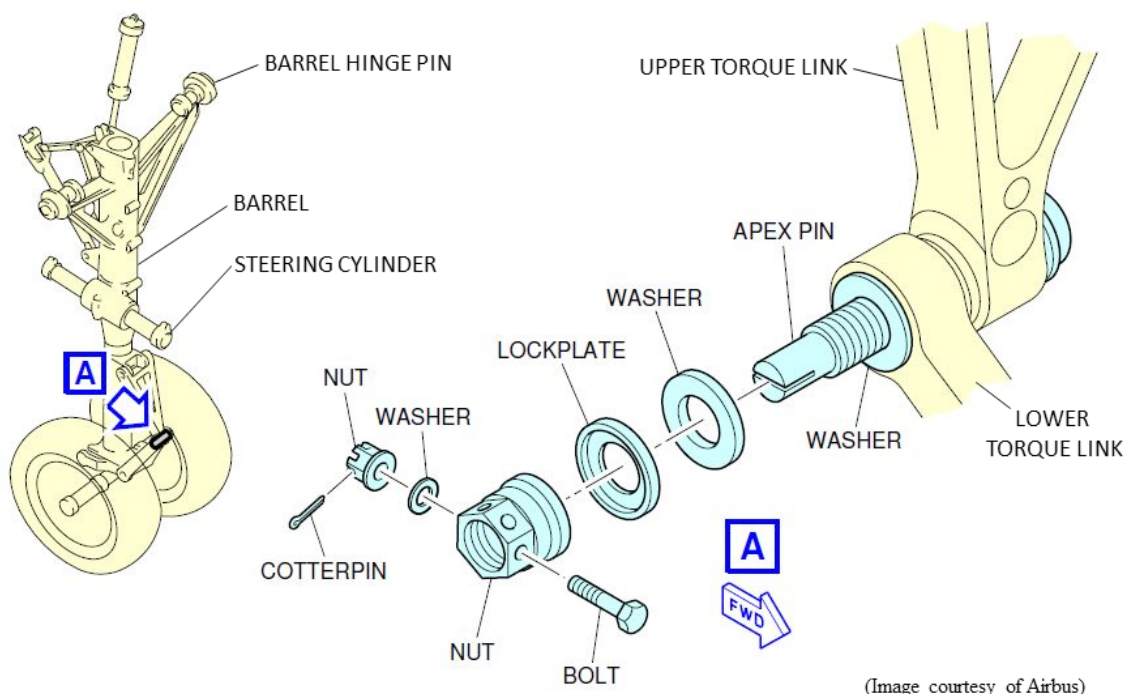 BARREL HINGE PIN
BARREL
STEERING CYLINDER
A
UPPER TORQUE LINK
APEX PIN
WASHER
LOCKPLATE
NUT
WASHER
WASHER
LOWER
TORQUE LINK
COTTERPIN
NUT
BOLT
A
FWD
(Image courtesy of Airbus)